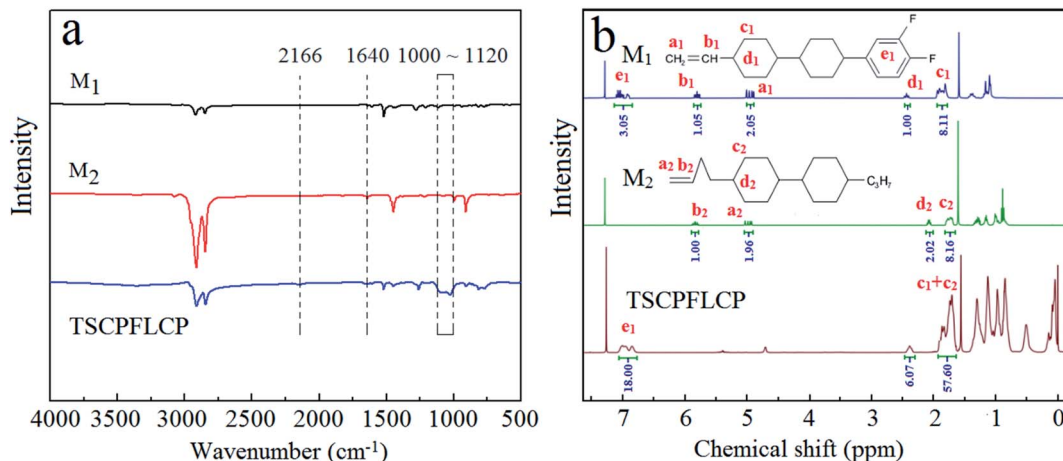 a
2166 1640 1000 ~ 1120
M1
M2
TSCPFLCP
Intensity
4000 3500 3000 2500 2000 1500 1000 500
Wavenumber (cm-1)
b
M1
a1 b1 c1
CH2=CH
d1
e1
F
F
e1 b1 a1 d1 c1
3.05 1.05 2.05 1.00 8.11
M2
a2 b2 c2
d2
C3H7
b2 a2 d2 c2
1.00 1.96 2.02 8.16
TSCPFLCP
e1 c1+c2
18.00 6.07 57.60
Intensity
7 6 5 4 3 2 1 0
Chemical shift (ppm)